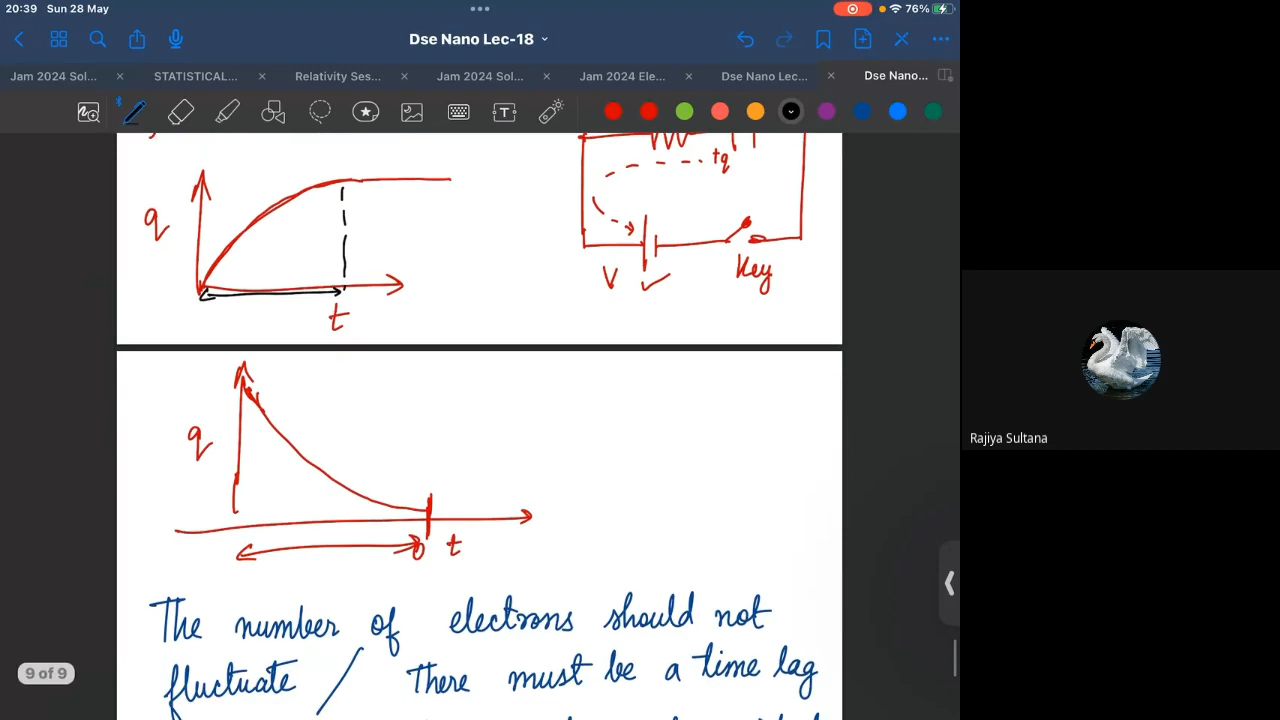 20:39 Sun 28 May
76%
Dse Nano Lec-18
Jam 2024 Sol...
STATISTICAL...
Relativity Ses...
Jam 2024 Sol...
Jam 2024 Ele...
Dse Nano Lec...
Dse Nano...
+q
q
V
Key
t
q
0 t
Rajiya Sultana
The number of electrons should not
fluctuate / There must be a time lag
9 of 9